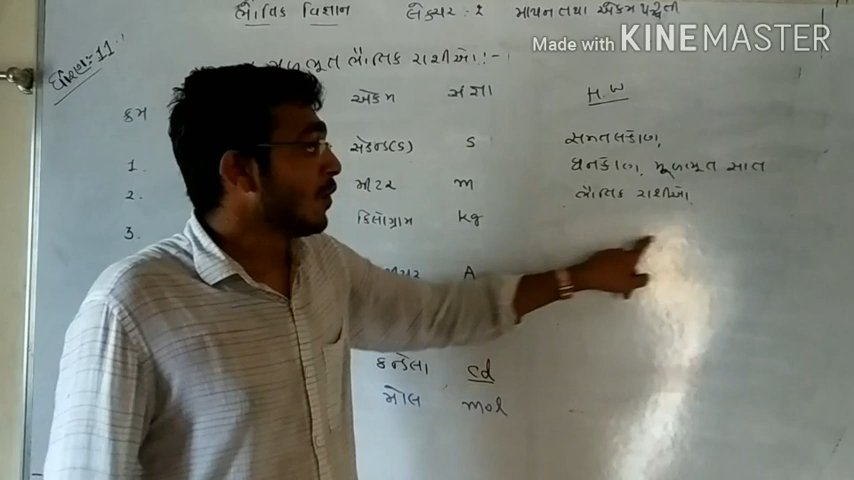 ભૌતિક વિજ્ઞાન લેક્ચર : ૨ માપન તથા એકમ પદ્ધતી
Made with KINEMASTER
ધોરણ:-11
મૂળભૂત ભૌતિક રાશીઓ :-
ક્રમ એકમ સંજ્ઞા H.W
1. સેકન્ડ(s) s સમતલકોણ,
2. મીટર m ઘનકોણ, મૂળભૂત સાત
3. કિલોગ્રામ kg ભૌતિક રાશીઓ.
A
કેન્ડેલા cd
મોલ mol